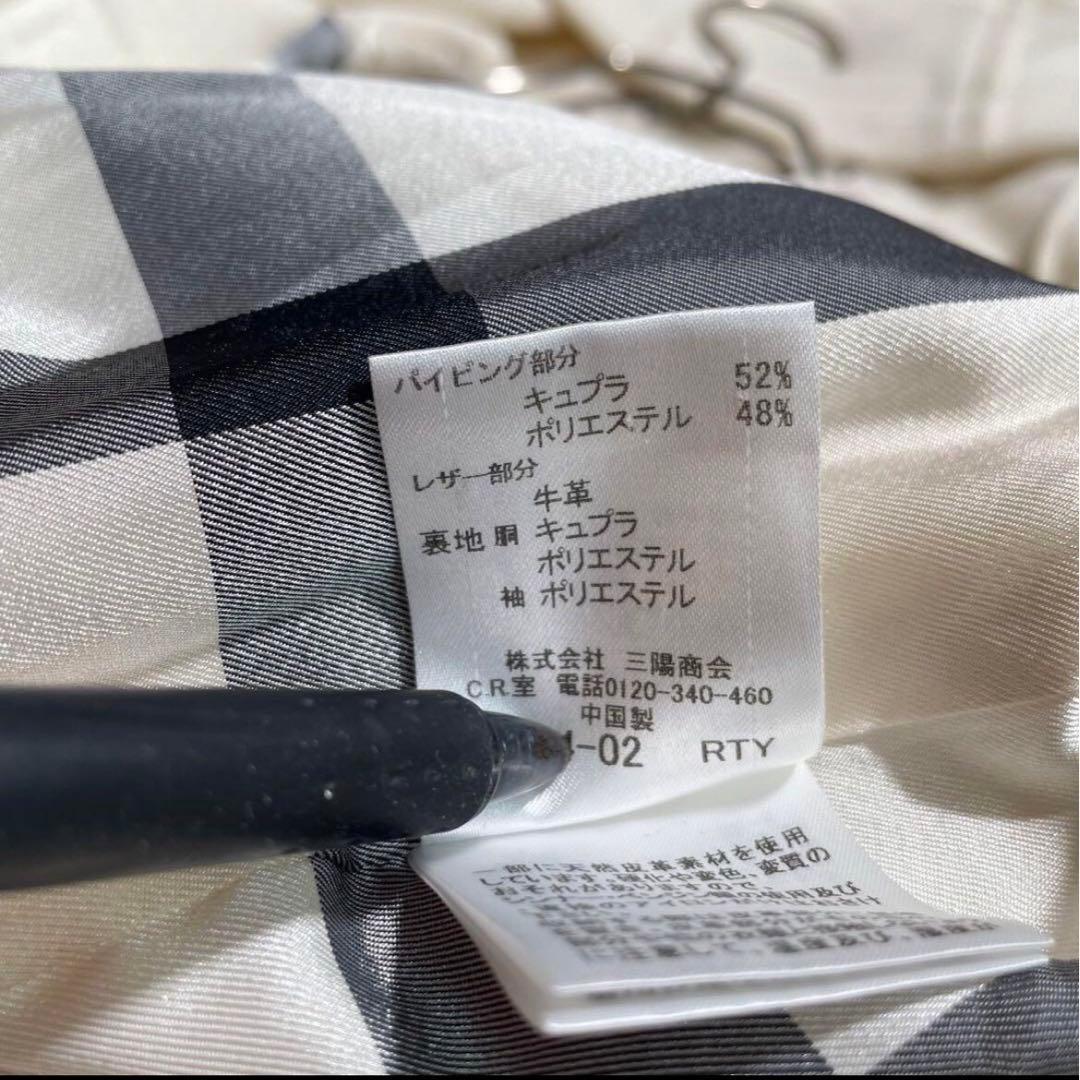 パイピング部分
キュプラ 52%
ポリエステル 48%
レザー部分
牛革
裏地 胴 キュプラ
ポリエステル
袖 ポリエステル
株式会社 三陽商会
C.R.室 電話0120-340-460
中国製
-02 RTY
一部に天然皮革素材を使用
しています
変色、変質の
おそれがありますので
使用及び